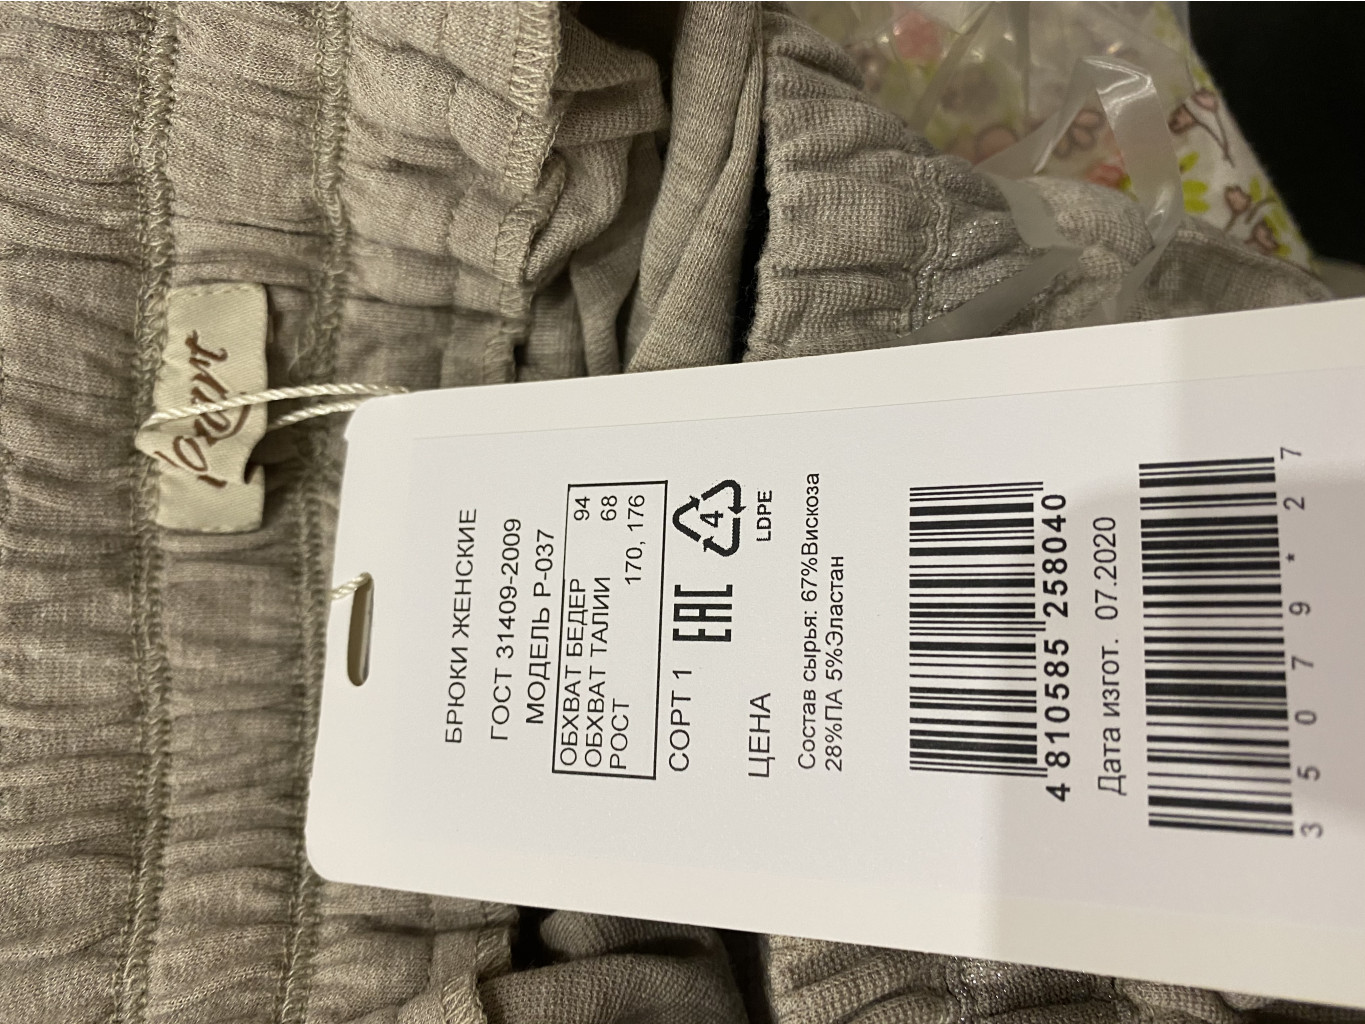 БРЮКИ ЖЕНСКИЕ
ГОСТ 31409-2009
МОДЕЛЬ Р-037
ОБХВАТ БЕДЕР 94
ОБХВАТ ТАЛИИ 68
РОСТ 170, 176
СОРТ 1
EAC
4
LDPE
ЦЕНА
Состав сырья: 67%Вискоза
28%ПА 5%Эластан
4 810585 258040
Дата изгот. 07.2020
3 5 0 7 9 * 2 7